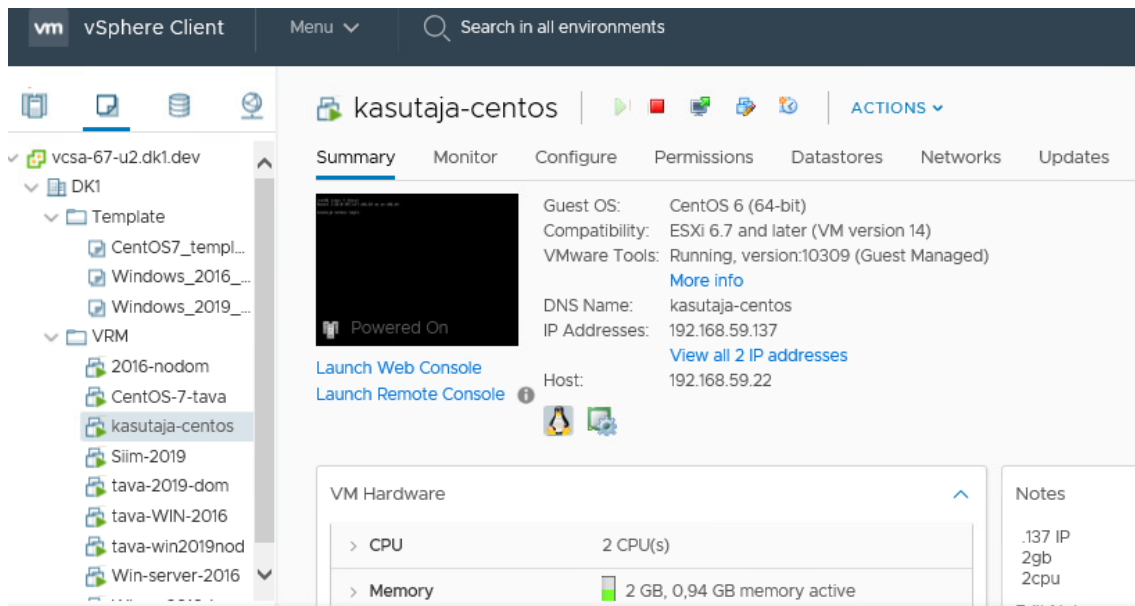 vm vSphere Client Menu Search in all environments
kasutaja-centos ACTIONS
Summary Monitor Configure Permissions Datastores Networks Updates
vcsa-67-u2.dk1.dev
DK1
Template
CentOS7_templ...
Windows_2016_...
Windows_2019_...
VRM
2016-nodom
CentOS-7-tava
kasutaja-centos
Siim-2019
tava-2019-dom
tava-WIN-2016
tava-win2019nod
Win-server-2016
Powered On
Launch Web Console
Launch Remote Console
Guest OS: CentOS 6 (64-bit)
Compatibility: ESXi 6.7 and later (VM version 14)
VMware Tools: Running, version:10309 (Guest Managed)
More info
DNS Name: kasutaja-centos
IP Addresses: 192.168.59.137
View all 2 IP addresses
Host: 192.168.59.22
VM Hardware
CPU 2 CPU(s)
Memory 2 GB, 0,94 GB memory active
Notes
.137 IP
2gb
2cpu